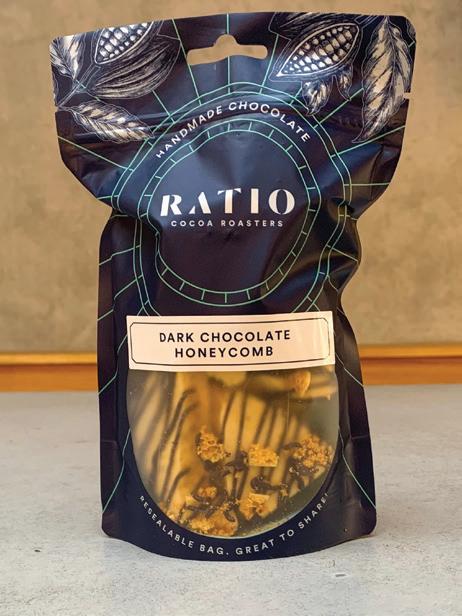 HANDMADE CHOCOLATE
RATIO
COCOA ROASTERS
DARK CHOCOLATE
HONEYCOMB
RESEALABLE BAG. GREAT TO SHARE!